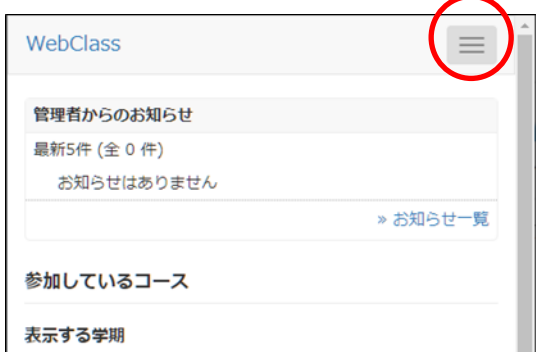 WebClass
管理者からのお知らせ
最新5件 (全 0 件)
お知らせはありません
» お知らせ一覧
参加しているコース
表示する学期